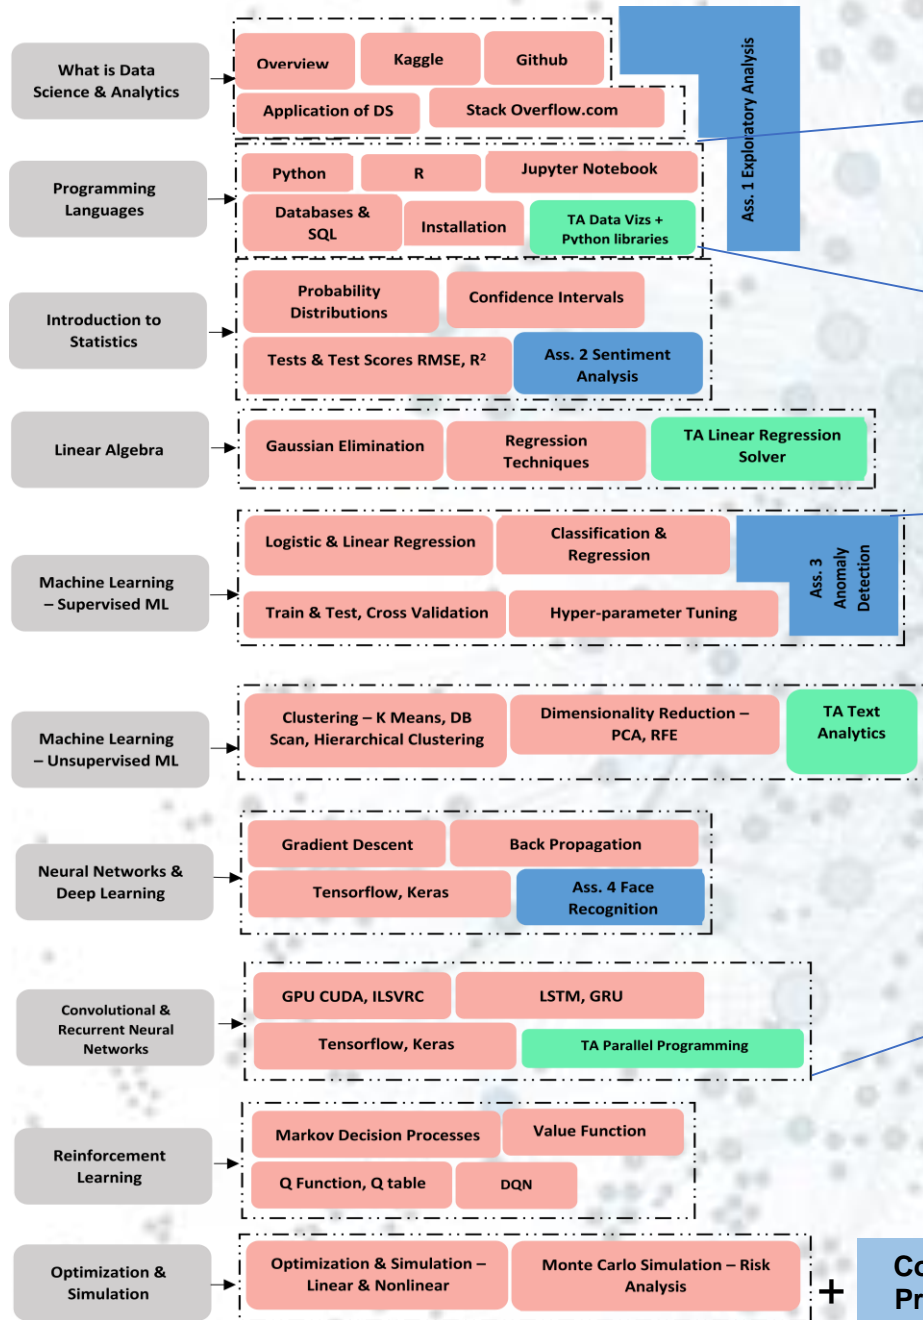 What is Data
Science & Analytics
Overview
Kaggle
Github
Application of DS
Stack Overflow.com
Ass. 1 Exploratory Analysis
Programming
Languages
Python
R
Jupyter Notebook
Databases &
SQL
Installation
TA Data Vizs +
Python libraries
Introduction to
Statistics
Probability
Distributions
Confidence Intervals
Tests & Test Scores RMSE, R²
Ass. 2 Sentiment
Analysis
Linear Algebra
Gaussian Elimination
Regression
Techniques
TA Linear Regression
Solver
Machine Learning
– Supervised ML
Logistic & Linear Regression
Classification &
Regression
Train & Test, Cross Validation
Hyper-parameter Tuning
Ass. 3
Anomaly
Detection
Machine Learning
– Unsupervised ML
Clustering – K Means, DB
Scan, Hierarchical Clustering
Dimensionality Reduction –
PCA, RFE
TA Text
Analytics
Neural Networks &
Deep Learning
Gradient Descent
Back Propagation
Tensorflow, Keras
Ass. 4 Face
Recognition
Convolutional &
Recurrent Neural
Networks
GPU CUDA, ILSVRC
LSTM, GRU
Tensorflow, Keras
TA Parallel Programming
Reinforcement
Learning
Markov Decision Processes
Value Function
Q Function, Q table
DQN
Optimization &
Simulation
Optimization & Simulation –
Linear & Nonlinear
Monte Carlo Simulation – Risk
Analysis
+
Co
Pr